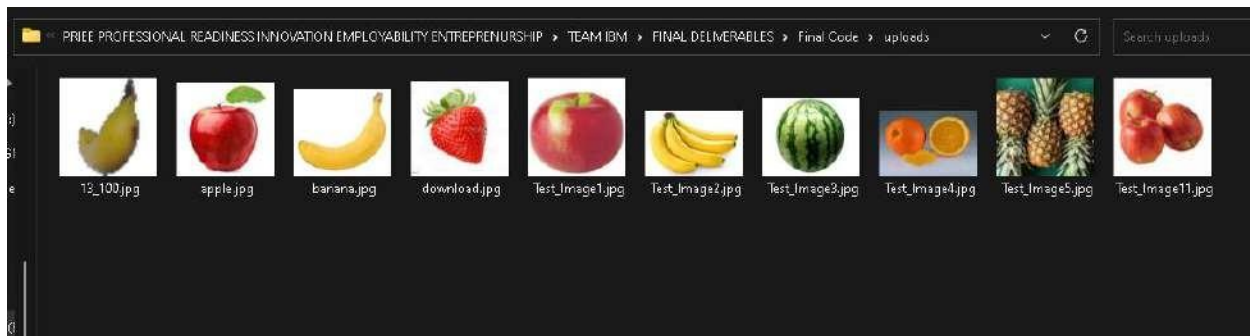 « PRIEE PROFESSIONAL READINESS INNOVATION EMPLOYABILITY ENTREPRENURSHIP > TEAM IBM > FINAL DELIVERABLES > Final Code > uploads
Search uploads
13_100.jpg apple.jpg banana.jpg download.jpg Test_Image1.jpg Test_Image2.jpg Test_Image3.jpg Test_Image4.jpg Test_Image5.jpg Test_Image11.jpg